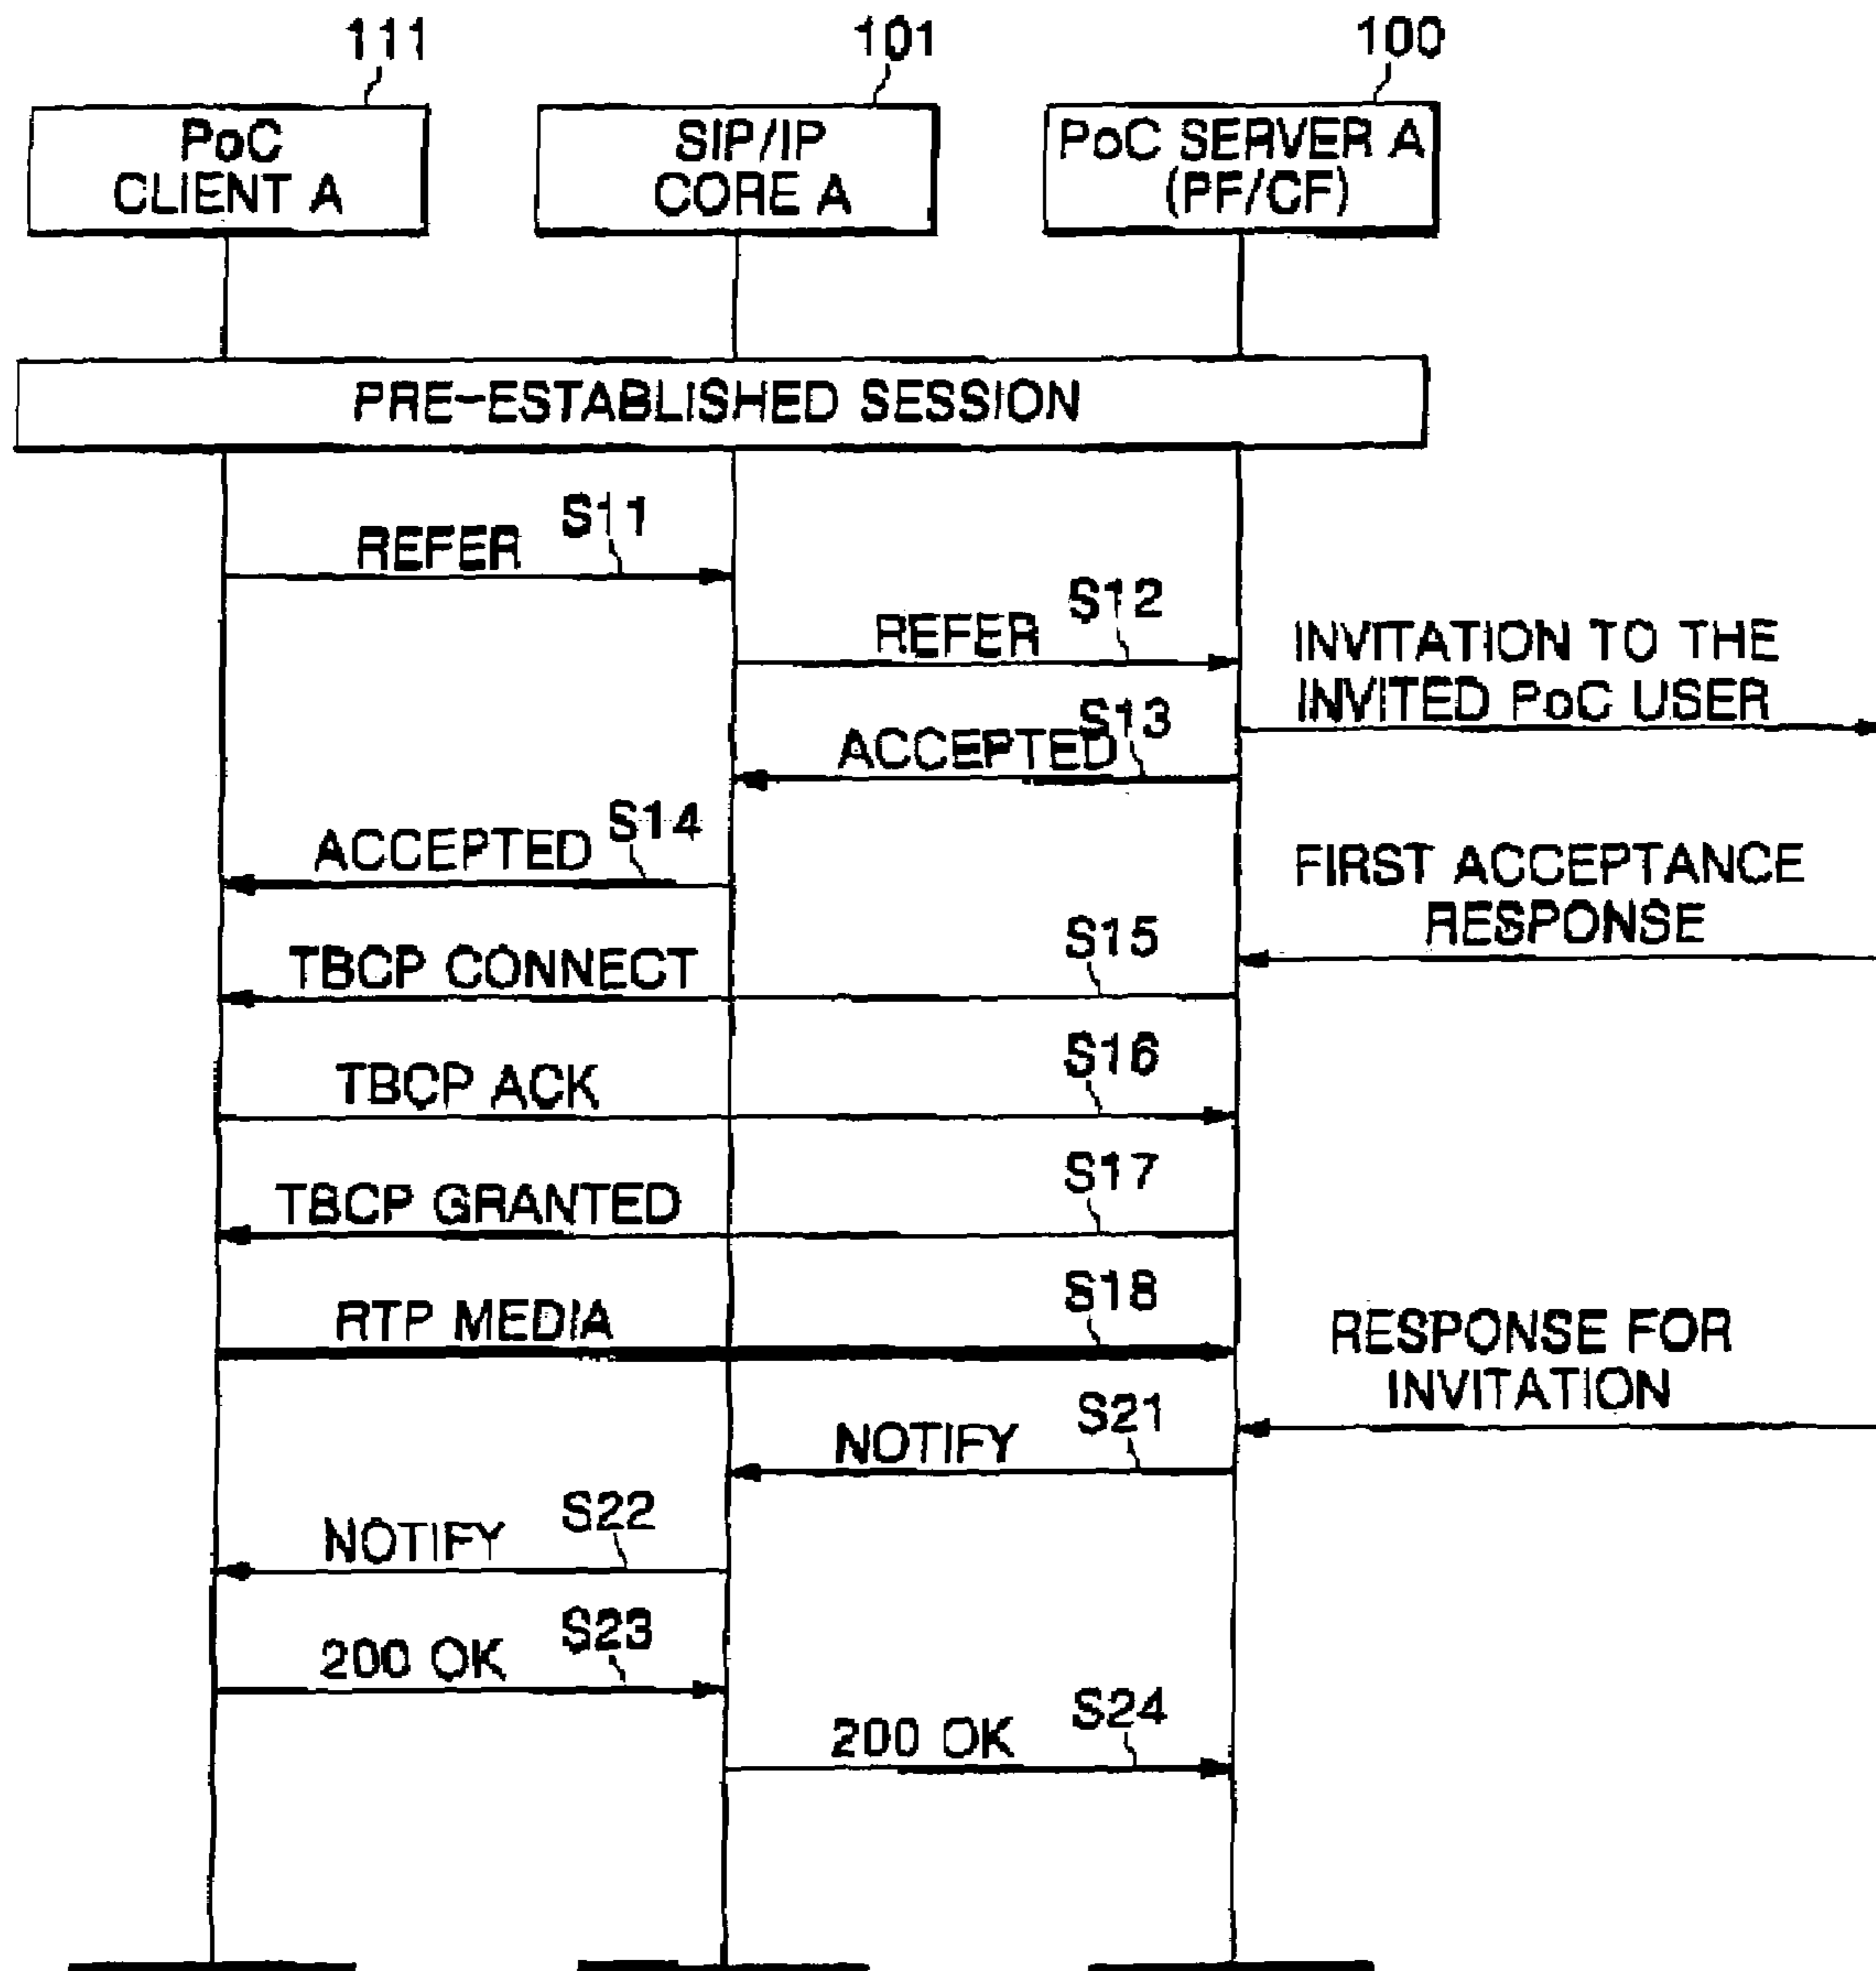 111
101
100
PoC
CLIENT A
SIP/IP
CORE A
PoC SERVER A
(PF/CF)
PRE-ESTABLISHED SESSION
REFER
S11
REFER
S12
INVITATION TO THE
INVITED PoC USER
ACCEPTED
S13
ACCEPTED
S14
FIRST ACCEPTANCE
RESPONSE
TBCP CONNECT
S15
TBCP ACK
S16
TBCP GRANTED
S17
RTP MEDIA
S18
RESPONSE FOR
INVITATION
NOTIFY
S21
NOTIFY
S22
200 OK
S23
200 OK
S24